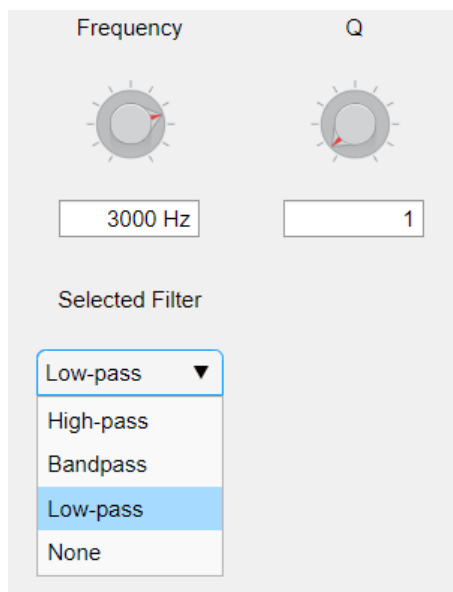 Frequency Q
3000 Hz 1
Selected Filter
Low-pass
High-pass
Bandpass
Low-pass
None